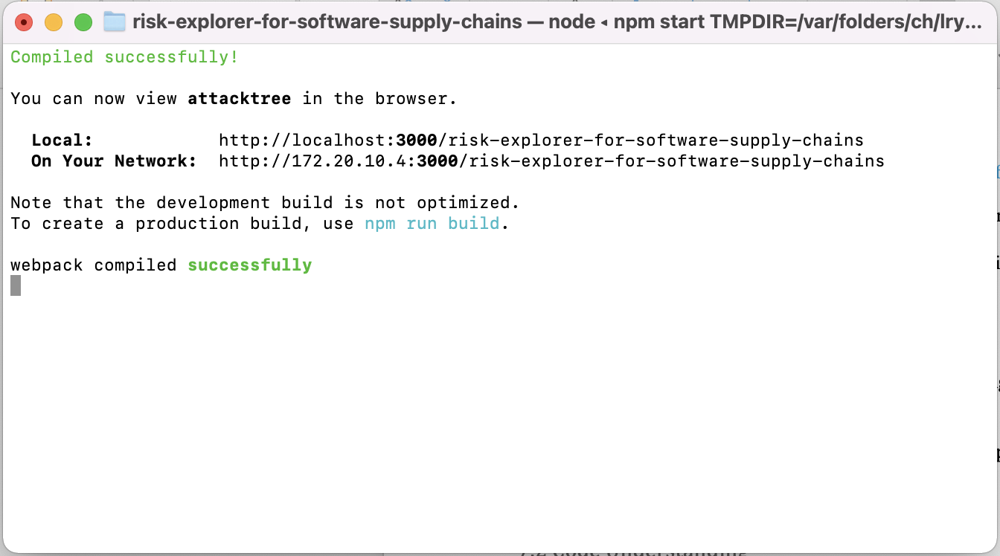 risk-explorer-for-software-supply-chains — node ◂ npm start TMPDIR=/var/folders/ch/lry...
Compiled successfully!
You can now view attacktree in the browser.
Local: http://localhost:3000/risk-explorer-for-software-supply-chains
On Your Network: http://172.20.10.4:3000/risk-explorer-for-software-supply-chains
Note that the development build is not optimized.
To create a production build, use npm run build.
webpack compiled successfully